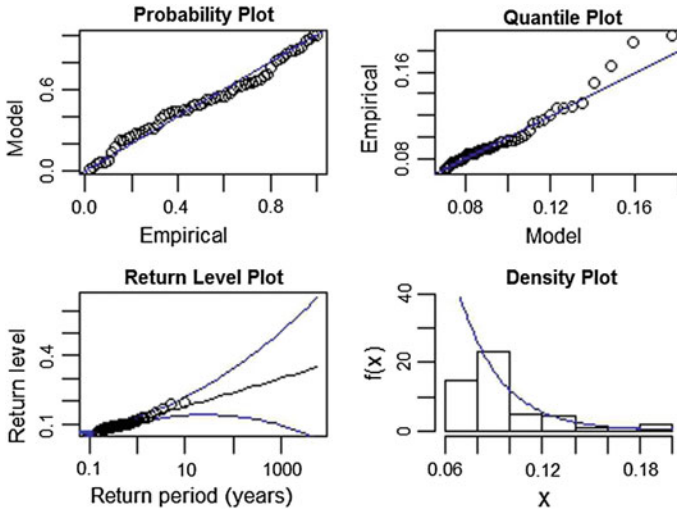 Probability Plot
Model
0.0 0.6
0.0 0.4 0.8
Empirical
Quantile Plot
Empirical
0.08 0.16
0.08 0.12 0.16
Model
Return Level Plot
Return level
0.1 0.4
0.1 10 1000
Return period (years)
Density Plot
f(x)
0 20 40
0.06 0.12 0.18
X